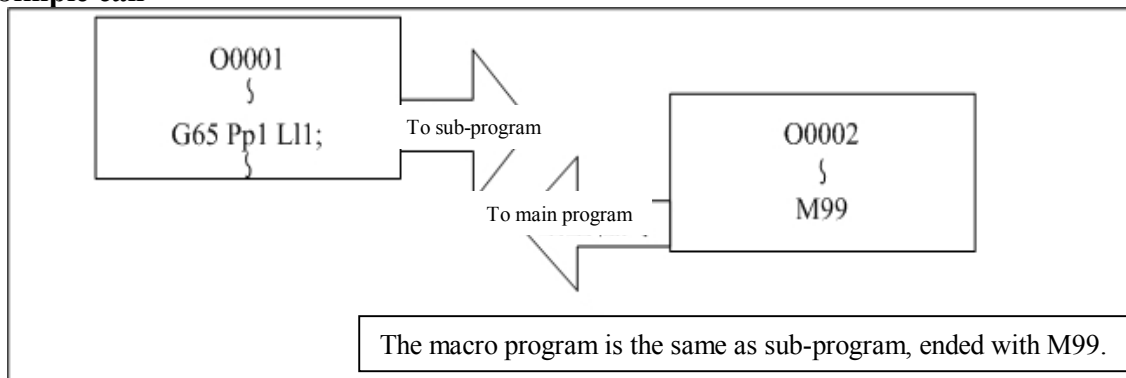 O0001
G65 Pp1 Ll1;
To sub-program
O0002
M99
To main program
The macro program is the same as sub-program, ended with M99.